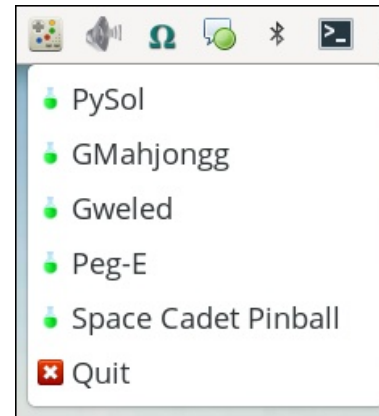 PySol
GMahjongg
Gweled
Peg-E
Space Cadet Pinball
Quit